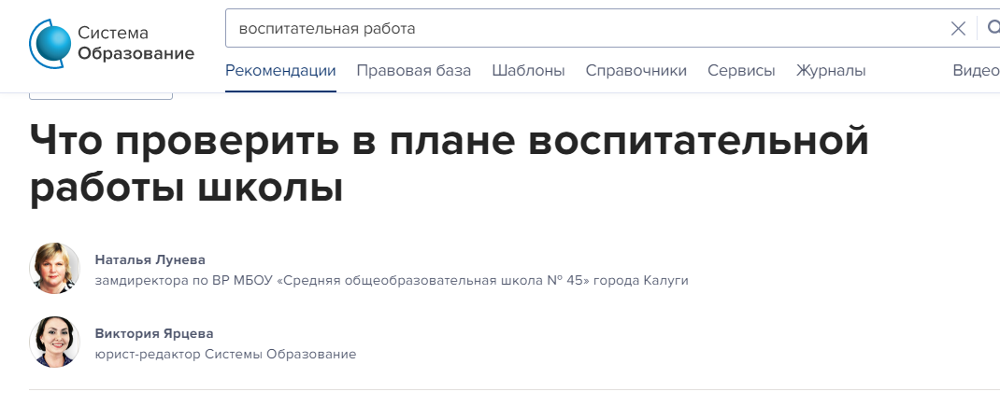 Система
Образование
воспитательная работа
Рекомендации Правовая база Шаблоны Справочники Сервисы Журналы Видео
Что проверить в плане воспитательной
работы школы
Наталья Лунева
замдиректора по ВР МБОУ «Средняя общеобразовательная школа № 45» города Калуги
Виктория Ярцева
юрист-редактор Системы Образование